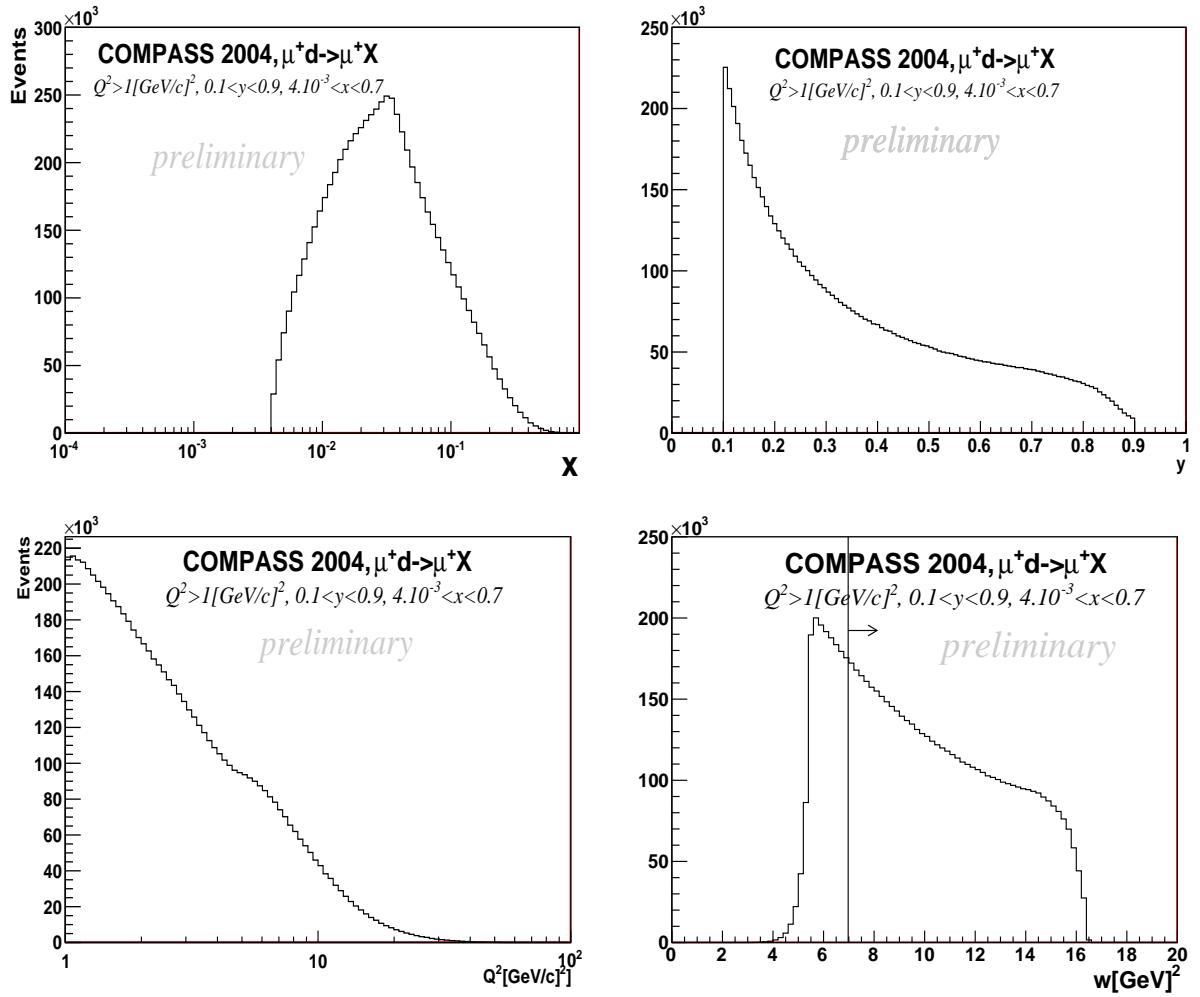 ×10³
300
250
200
150
100
50
0
Events
COMPASS 2004, μ⁺d->μ⁺X
Q²>1[GeV/c]², 0.1<y<0.9, 4.10⁻³<x<0.7
preliminary
10⁻⁴ 10⁻³ 10⁻² 10⁻¹
X
×10³
250
200
150
100
50
0
COMPASS 2004, μ⁺d->μ⁺X
Q²>1[GeV/c]², 0.1<y<0.9, 4.10⁻³<x<0.7
preliminary
0 0.1 0.2 0.3 0.4 0.5 0.6 0.7 0.8 0.9 1
y
×10³
220
200
180
160
140
120
100
80
60
40
20
0
Events
COMPASS 2004, μ⁺d->μ⁺X
Q²>1[GeV/c]², 0.1<y<0.9, 4.10⁻³<x<0.7
preliminary
1 10 10²
Q²[GeV/c]²]
×10³
250
200
150
100
50
0
COMPASS 2004, μ⁺d->μ⁺X
Q²>1[GeV/c]², 0.1<y<0.9, 4.10⁻³<x<0.7
preliminary
0 2 4 6 8 10 12 14 16 18 20
w[GeV]²